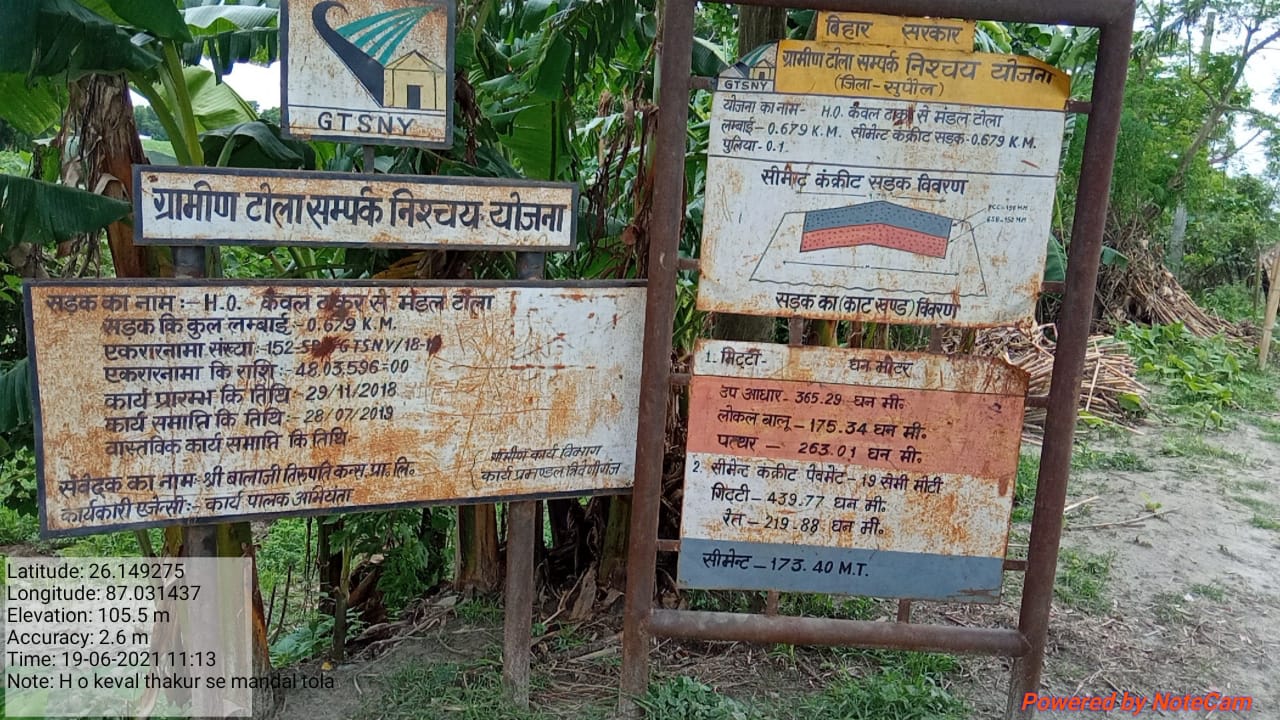 GTSNY
ग्रामीण टोला सम्पर्क निश्चय योजना
सड़क का नाम :- H.O. केवल ठाकुर से मंडल टोला
सड़क कि कुल लम्बाई:- 0.679 K.M.
एकरारनामा संख्या -152 GTSNY/18-1
एकरारनामा कि राशि:- 48.03.596=00
कार्य प्रारम्भ कि तिथि - 29/11/2018
कार्य समाप्ति कि तिथि - 28/07/2019
वास्तविक कार्य समाप्ति कि तिथि:-
संवेदक का नाम- श्री बालाजी तिरुपति कन्स.प्रा.लि.
कार्यकारी एजेन्सी:- कार्य पालक अभियंता
ग्रामीण कार्य विभाग
कार्य प्रमण्डल त्रिवेणीगंज
बिहार सरकार
ग्रामीण टोला सम्पर्क निश्चय योजना
(जिला-सुपौल)
GTSNY
योजना का नाम- H.O. केवल ठाकुर से मंडल टोला
लम्बाई-0.679 K.M. सीमेन्ट कंक्रीट सड़क-0.679 K.M.
पुलिया-0.1.
सीमेन्ट कंक्रीट सड़क विवरण
सड़क का (काट खण्ड) विवरण
1. मिट्टी- घन मीटर
उप आधार- 365.29 घन मी०
लोकल बालू - 175.34 घन मी०
पत्थर - 263.01 घन मी०
2. सीमेन्ट कंक्रीट पेवमेंट-19 सेमी मोटी
गिट्टी-439.77 घन मी०
रेत-219.88 घन मी०
सीमेन्ट-173.40 M.T.
Latitude: 26.149275
Longitude: 87.031437
Elevation: 105.5 m
Accuracy: 2.6 m
Time: 19-06-2021 11:13
Note: H o keval thakur se mandal tola
Powered by NoteCam